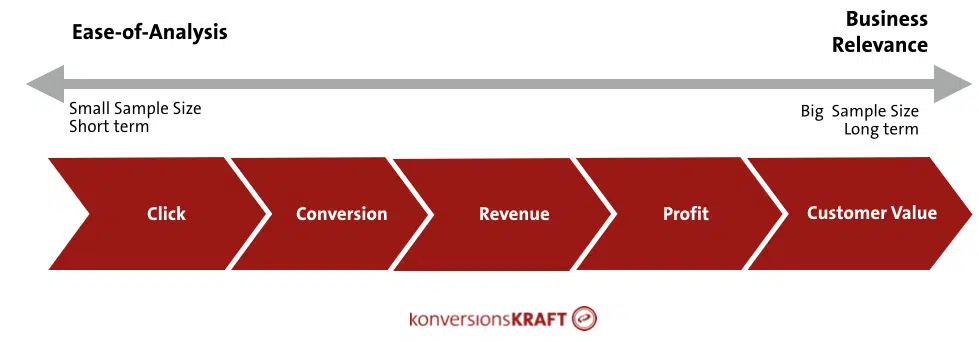 Ease-of-Analysis
Business
Relevance
Small Sample Size
Short term
Big Sample Size
Long term
Click
Conversion
Revenue
Profit
Customer Value
konversionsKRAFT